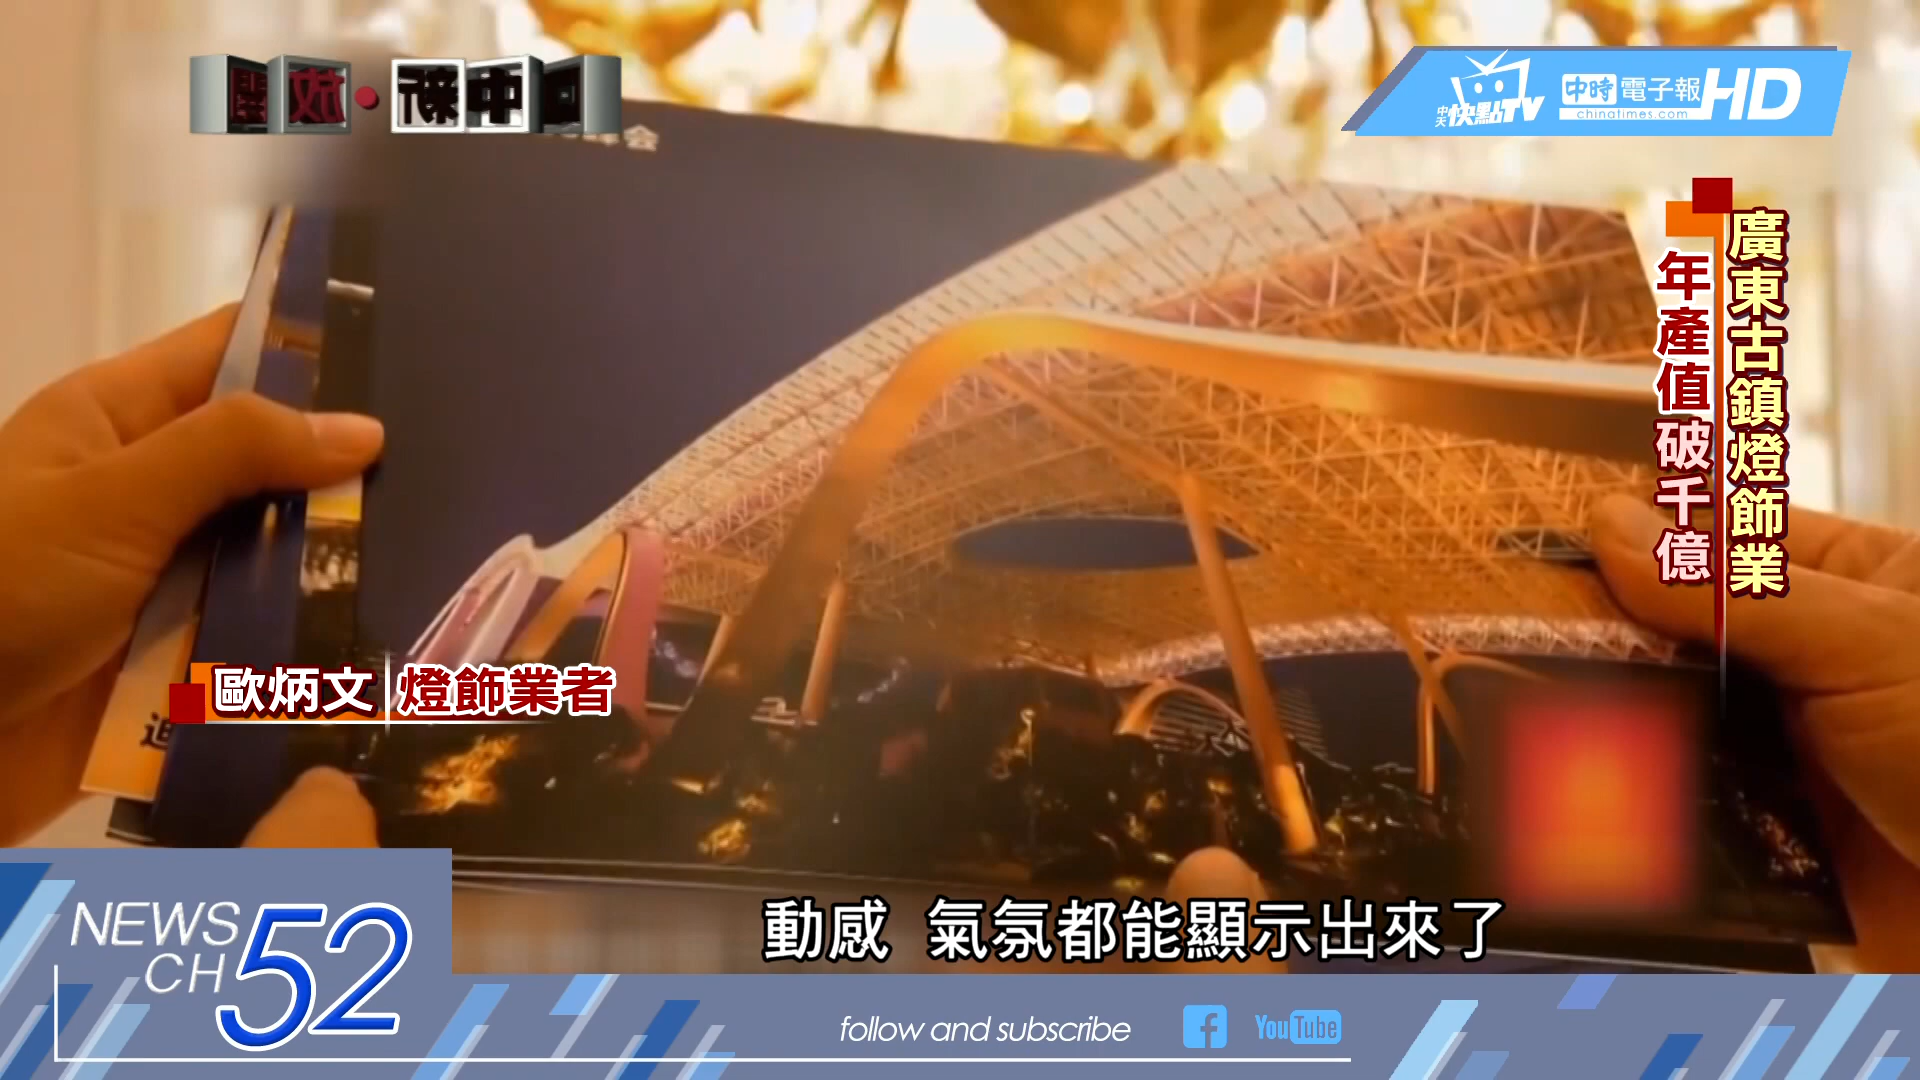 中天快點TV
中時電子報HD
chinatimes.com
廣東古鎮燈飾業
年產值破千億
歐炳文 燈飾業者
動感 氣氛都能顯示出來了
NEWS
CH 52
follow and subscribe
YouTube